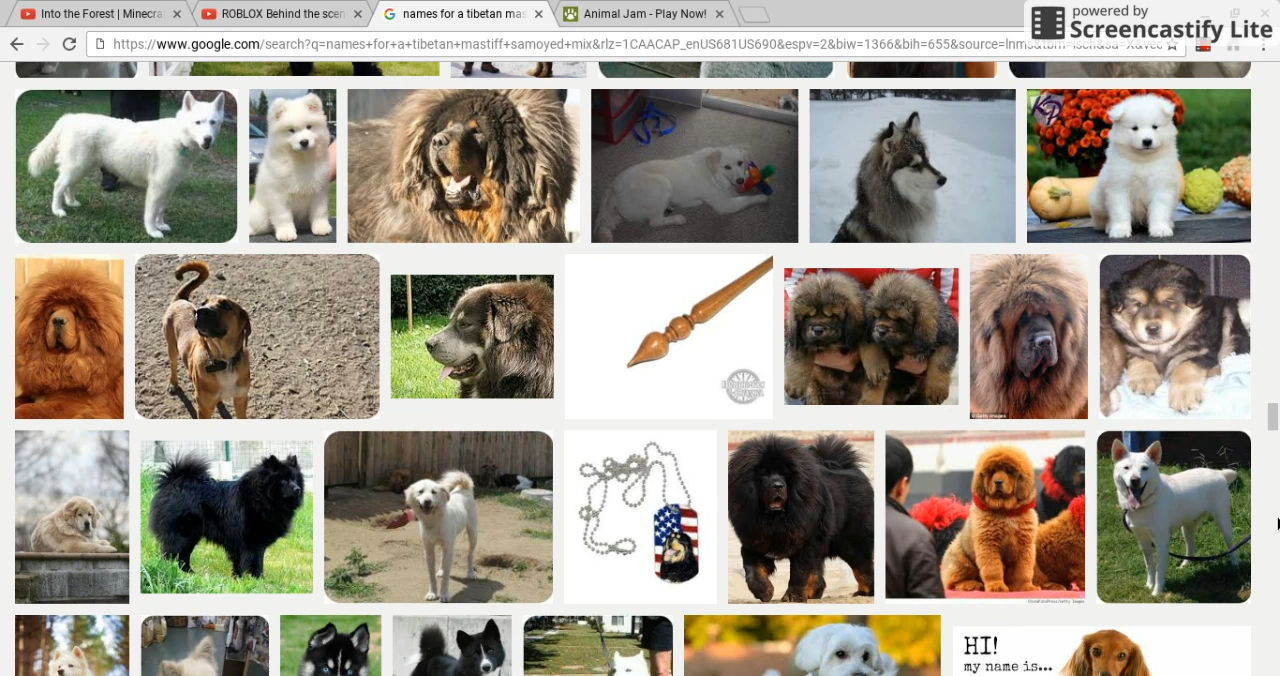 Into the Forest | Minecra
ROBLOX Behind the scen
names for a tibetan mas
Animal Jam - Play Now!
powered by
Screencastify Lite
https://www.google.com/search?q=names+for+a+tibetan+mastiff+samoyed+mix&rlz=1CAACAP_enUS681US690&espv=2&biw=1366&bih=655&source=lnms&tbm=isch&sa=X&ved
KP
HI!
my name is...